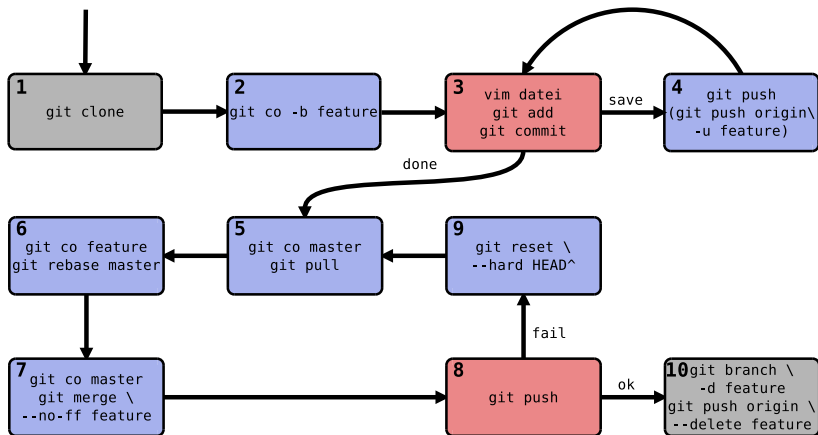 1
git clone
2
git co -b feature
3
vim datei
git add
git commit
save
4
git push
(git push origin\
-u feature)
done
5
git co master
git pull
6
git co feature
git rebase master
9
git reset \
--hard HEAD^
fail
7
git co master
git merge \
--no-ff feature
8
git push
ok
10
git branch \
-d feature
git push origin \
--delete feature